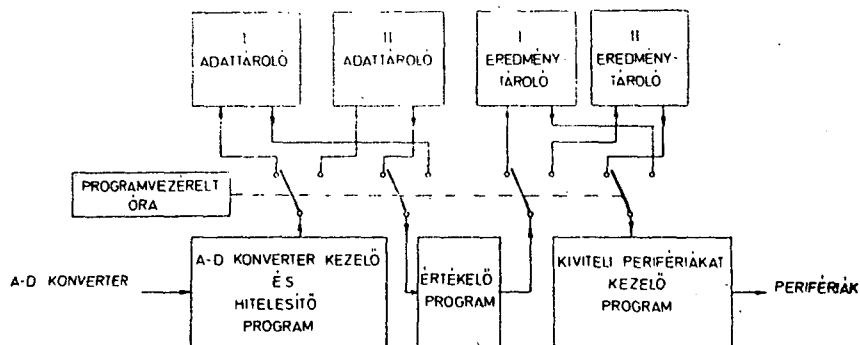 I
ADATTÁROLÓ
II
ADATTÁROLÓ
I
EREDMÉNY-
TÁROLÓ
II
EREDMÉNY-
TÁROLÓ
PROGRAMVEZÉRELT
ÓRA
A-D KONVERTER
A-D KONVERTER KEZELŐ
ÉS
HITELESÍTŐ
PROGRAM
ÉRTÉKELŐ
PROGRAM
KIVITELI PERIFÉRIÁKAT
KEZELŐ
PROGRAM
PERIFÉRIÁK